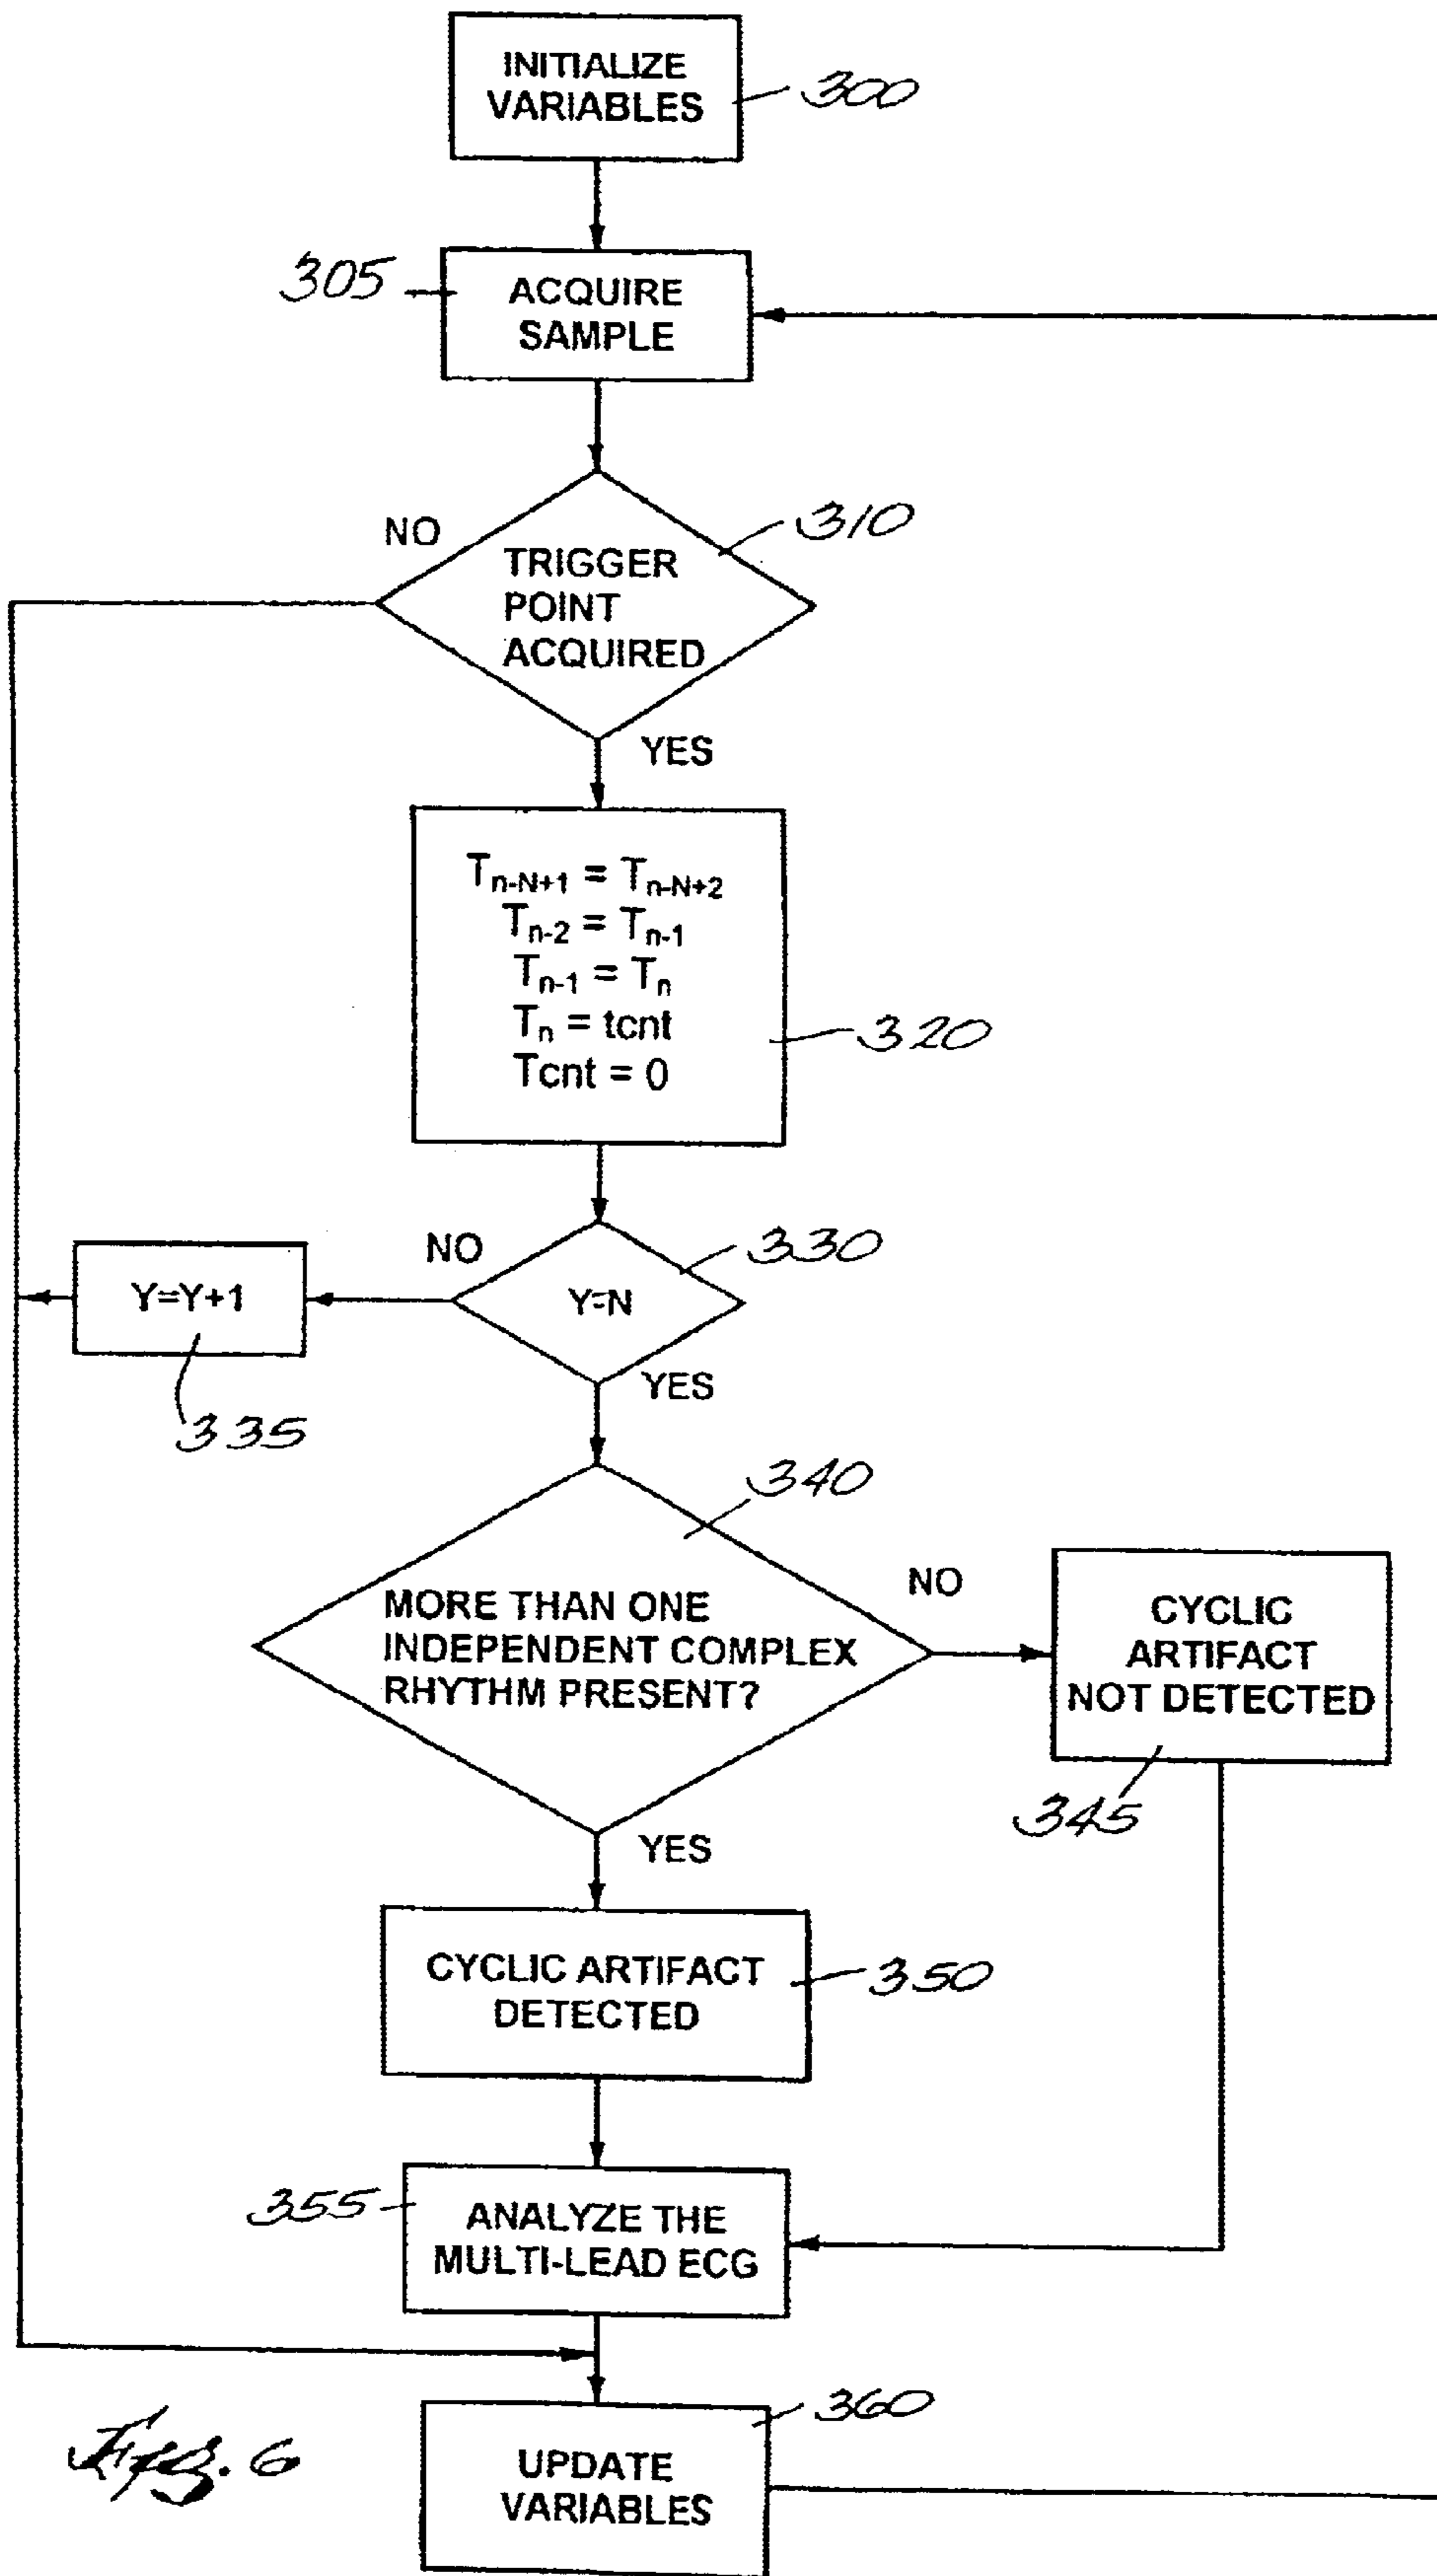 INITIALIZE
VARIABLES
300
305
ACQUIRE
SAMPLE
310
NO
TRIGGER
POINT
ACQUIRED
YES
Tn-N+1 = Tn-N+2
Tn-2 = Tn-1
Tn-1 = Tn
Tn = tcnt
Tcnt = 0
320
330
NO
Y=N
Y=Y+1
335
YES
340
MORE THAN ONE
INDEPENDENT COMPLEX
RHYTHM PRESENT?
NO
CYCLIC
ARTIFACT
NOT DETECTED
345
YES
CYCLIC ARTIFACT
DETECTED
350
355
ANALYZE THE
MULTI-LEAD ECG
360
UPDATE
VARIABLES
Fig. 6